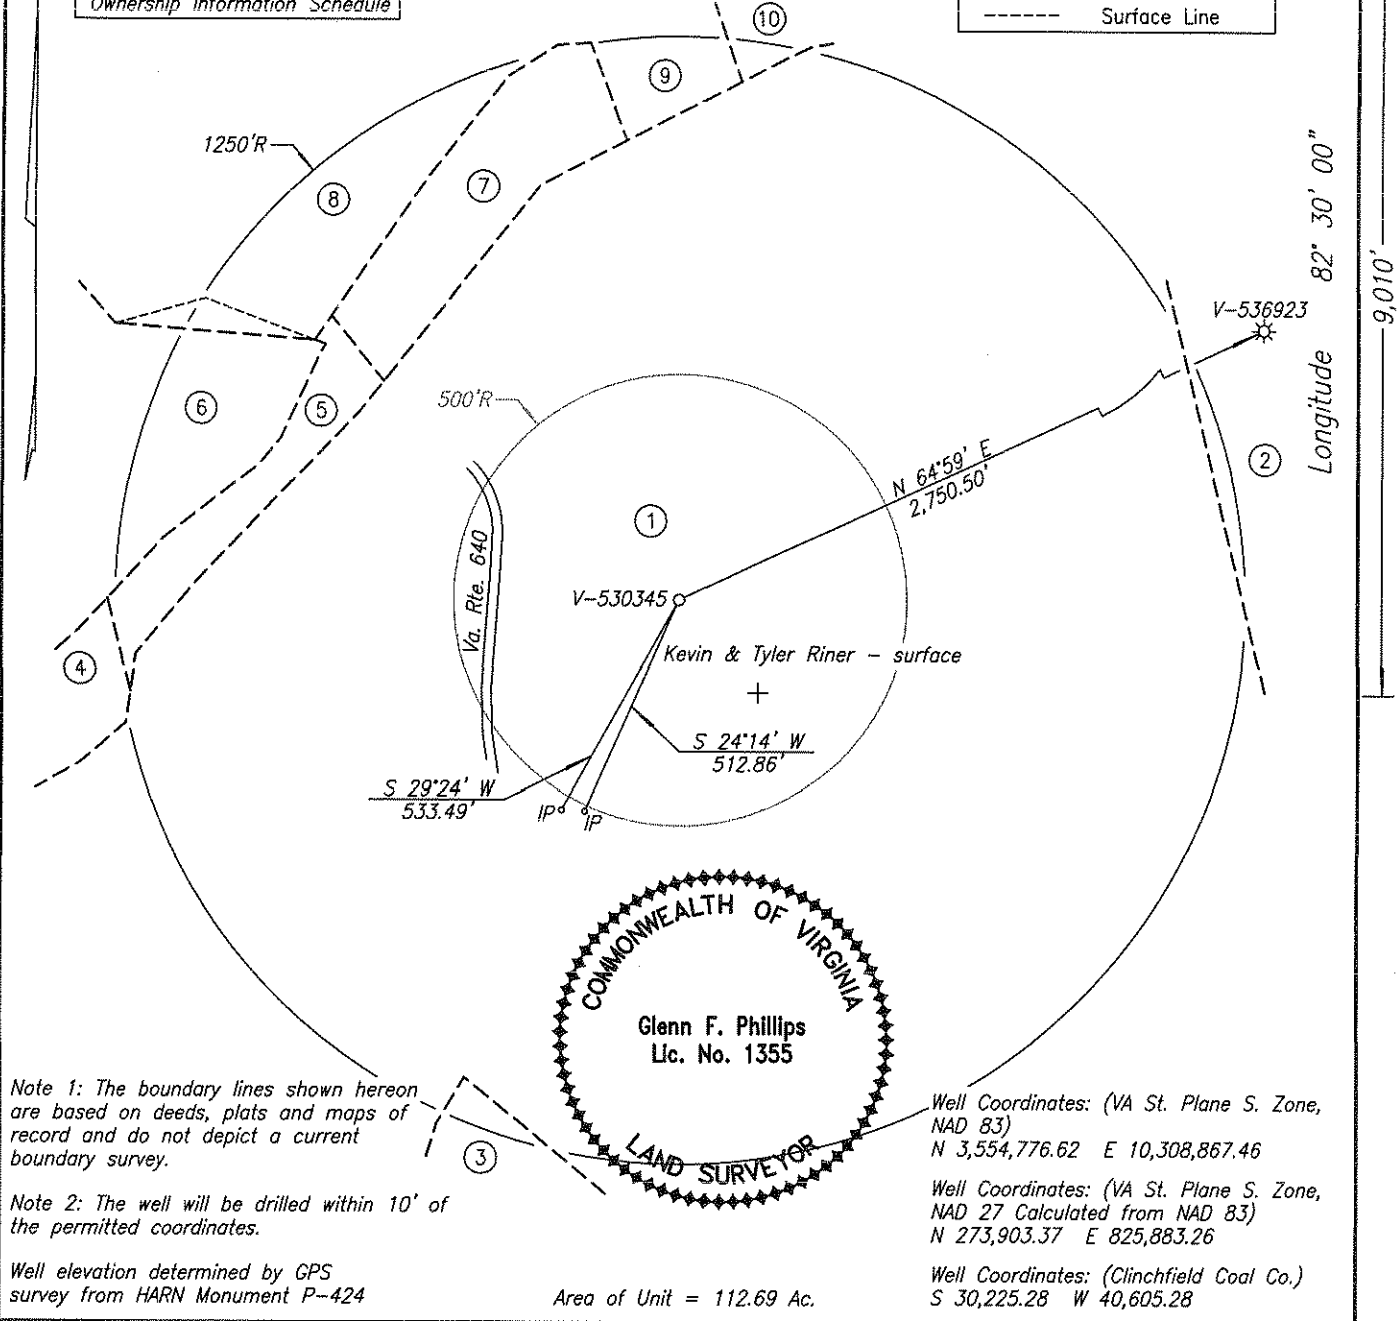 Ownership Information Schedule
Surface Line
10
9
1250'R
8
7
Longitude 82° 30' 00"
9,010'
V-536923
6
5
500'R
2
N 64°59' E
2,750.50'
1
Va. Rte. 640
V-530345
Kevin & Tyler Riner - surface
4
S 24°14' W
512.86'
S 29°24' W
533.49'
IP
IP
COMMONWEALTH OF VIRGINIA
Glenn F. Phillips
Lic. No. 1355
LAND SURVEYOR
3
Note 1: The boundary lines shown hereon
are based on deeds, plats and maps of
record and do not depict a current
boundary survey.
Note 2: The well will be drilled within 10' of
the permitted coordinates.
Well elevation determined by GPS
survey from HARN Monument P-424
Area of Unit = 112.69 Ac.
Well Coordinates: (VA St. Plane S. Zone,
NAD 83)
N 3,554,776.62 E 10,308,867.46
Well Coordinates: (VA St. Plane S. Zone,
NAD 27 Calculated from NAD 83)
N 273,903.37 E 825,883.26
Well Coordinates: (Clinchfield Coal Co.)
S 30,225.28 W 40,605.28